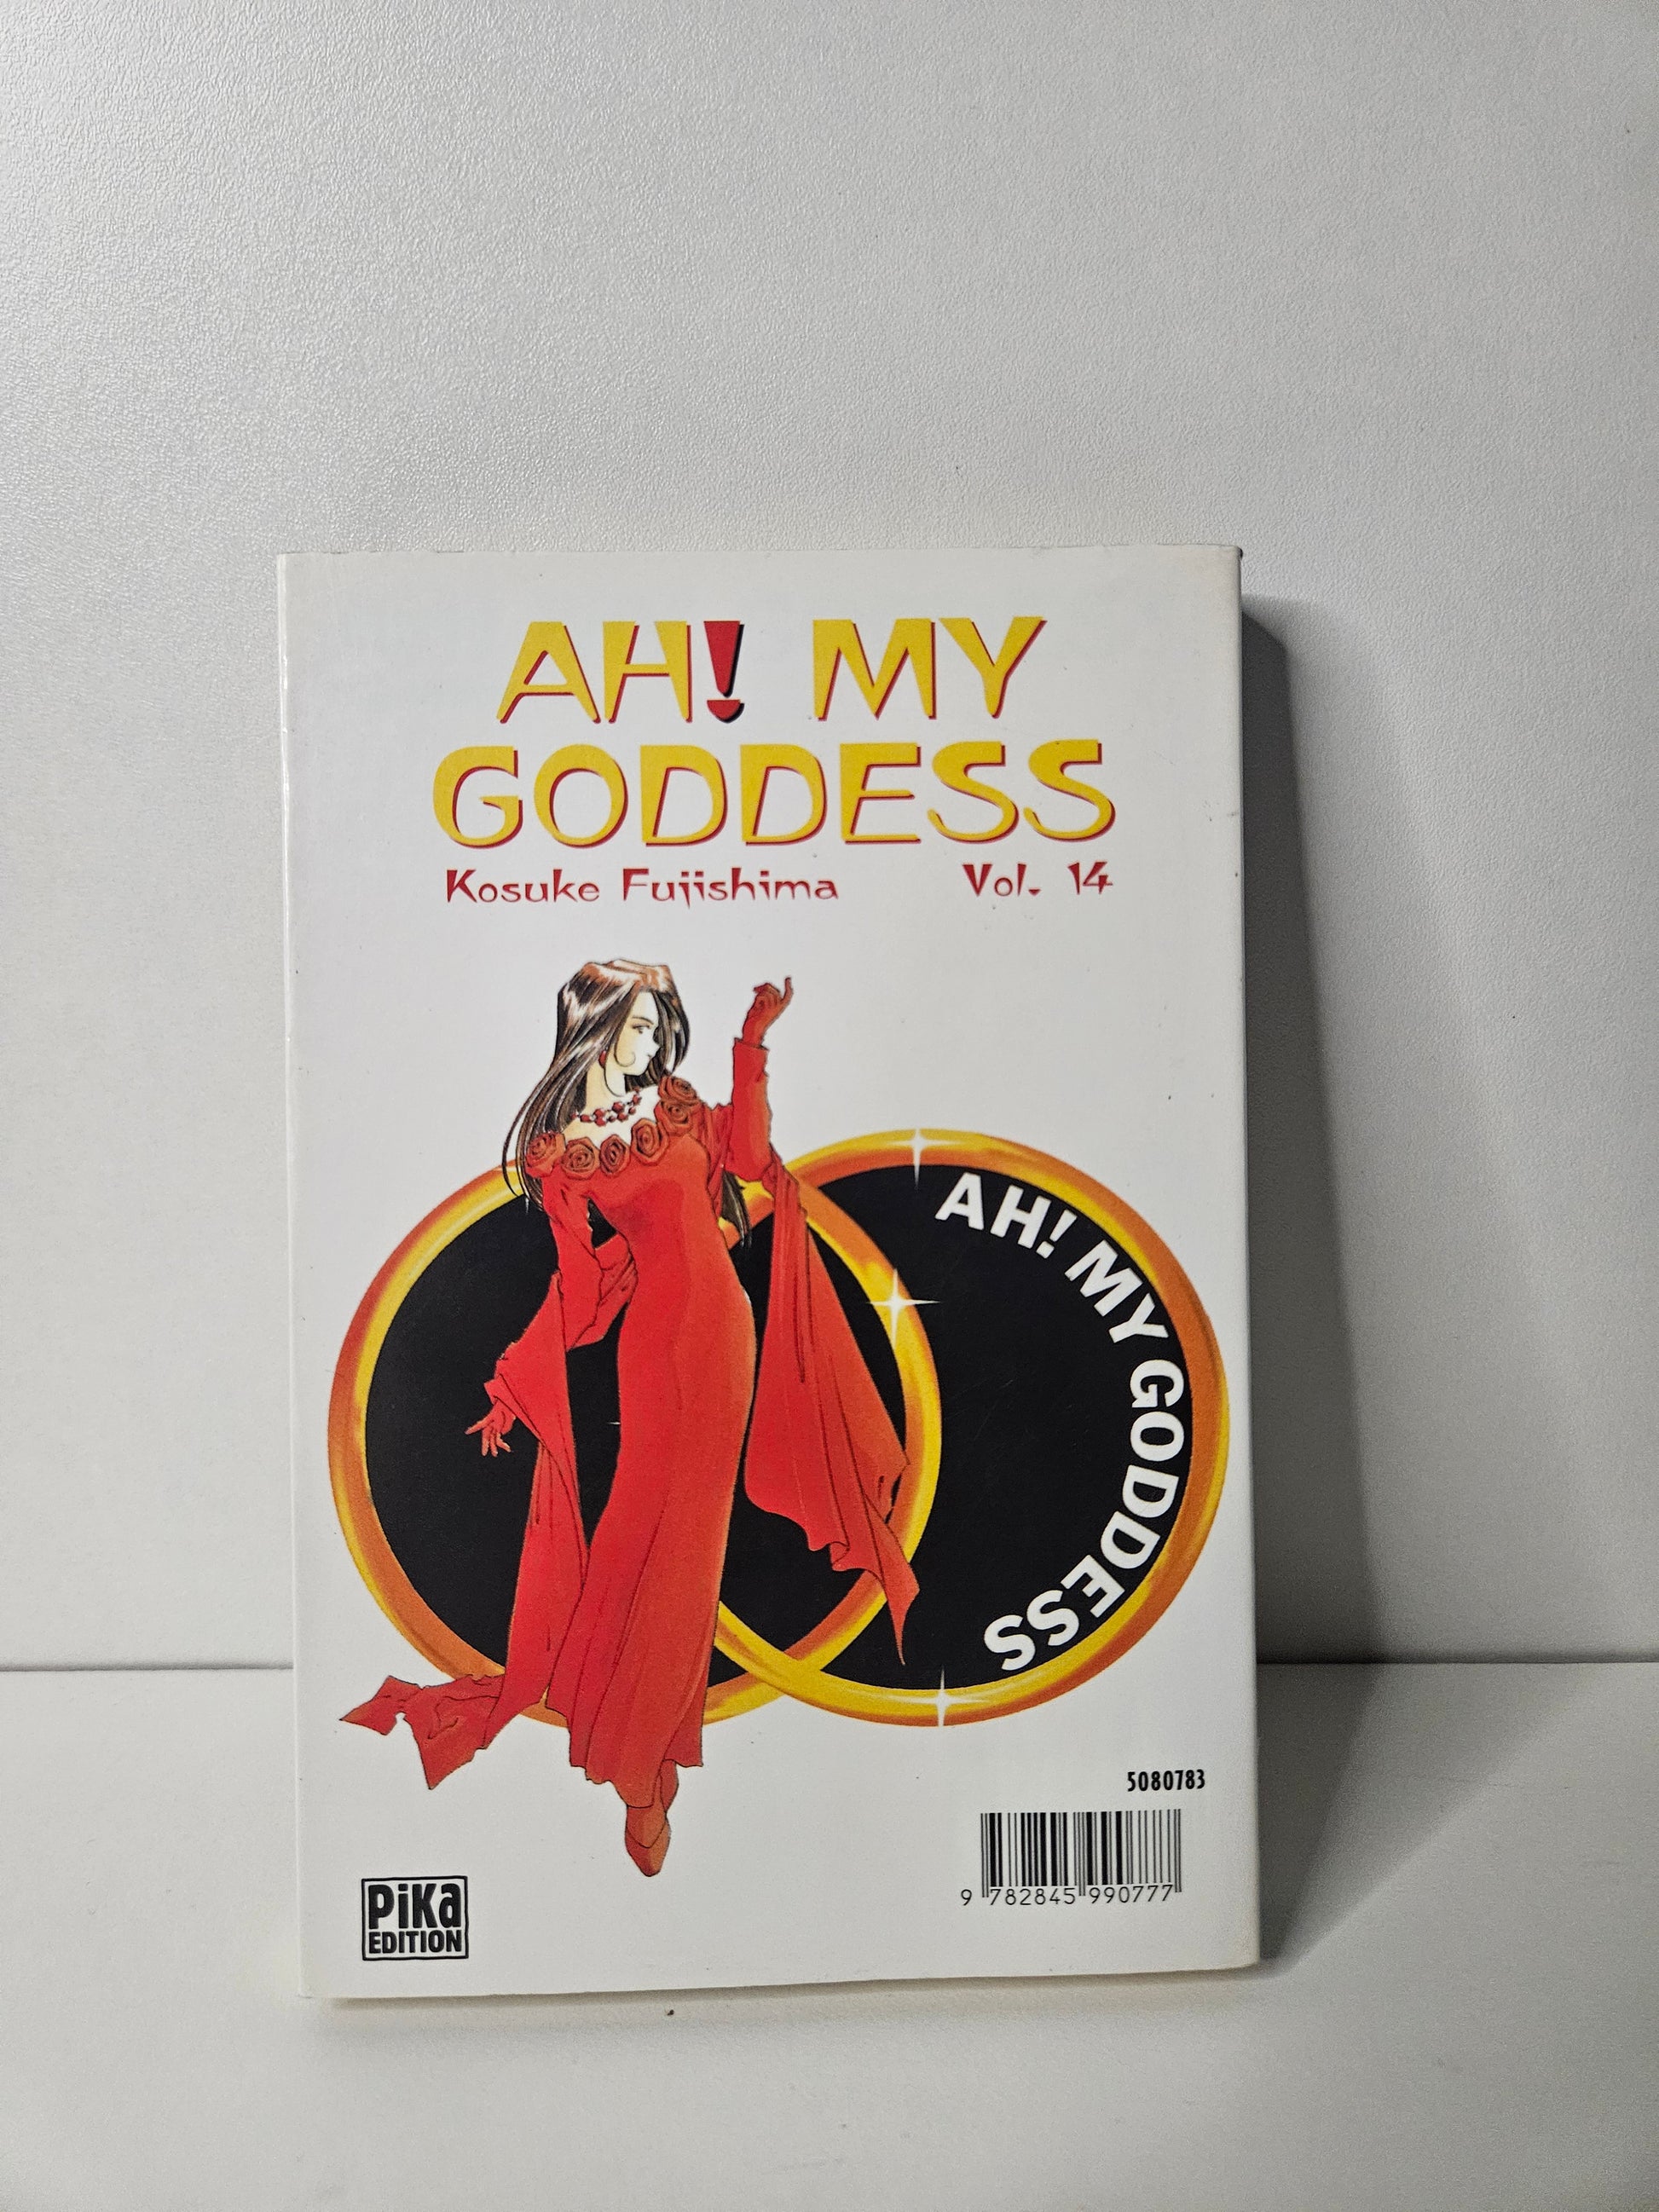 AH! MY
GODDESS
Kosuke Fujishima Vol. 14
AH! MY GODDESS
5080783
9 782845 990777
PiKa
EDITION